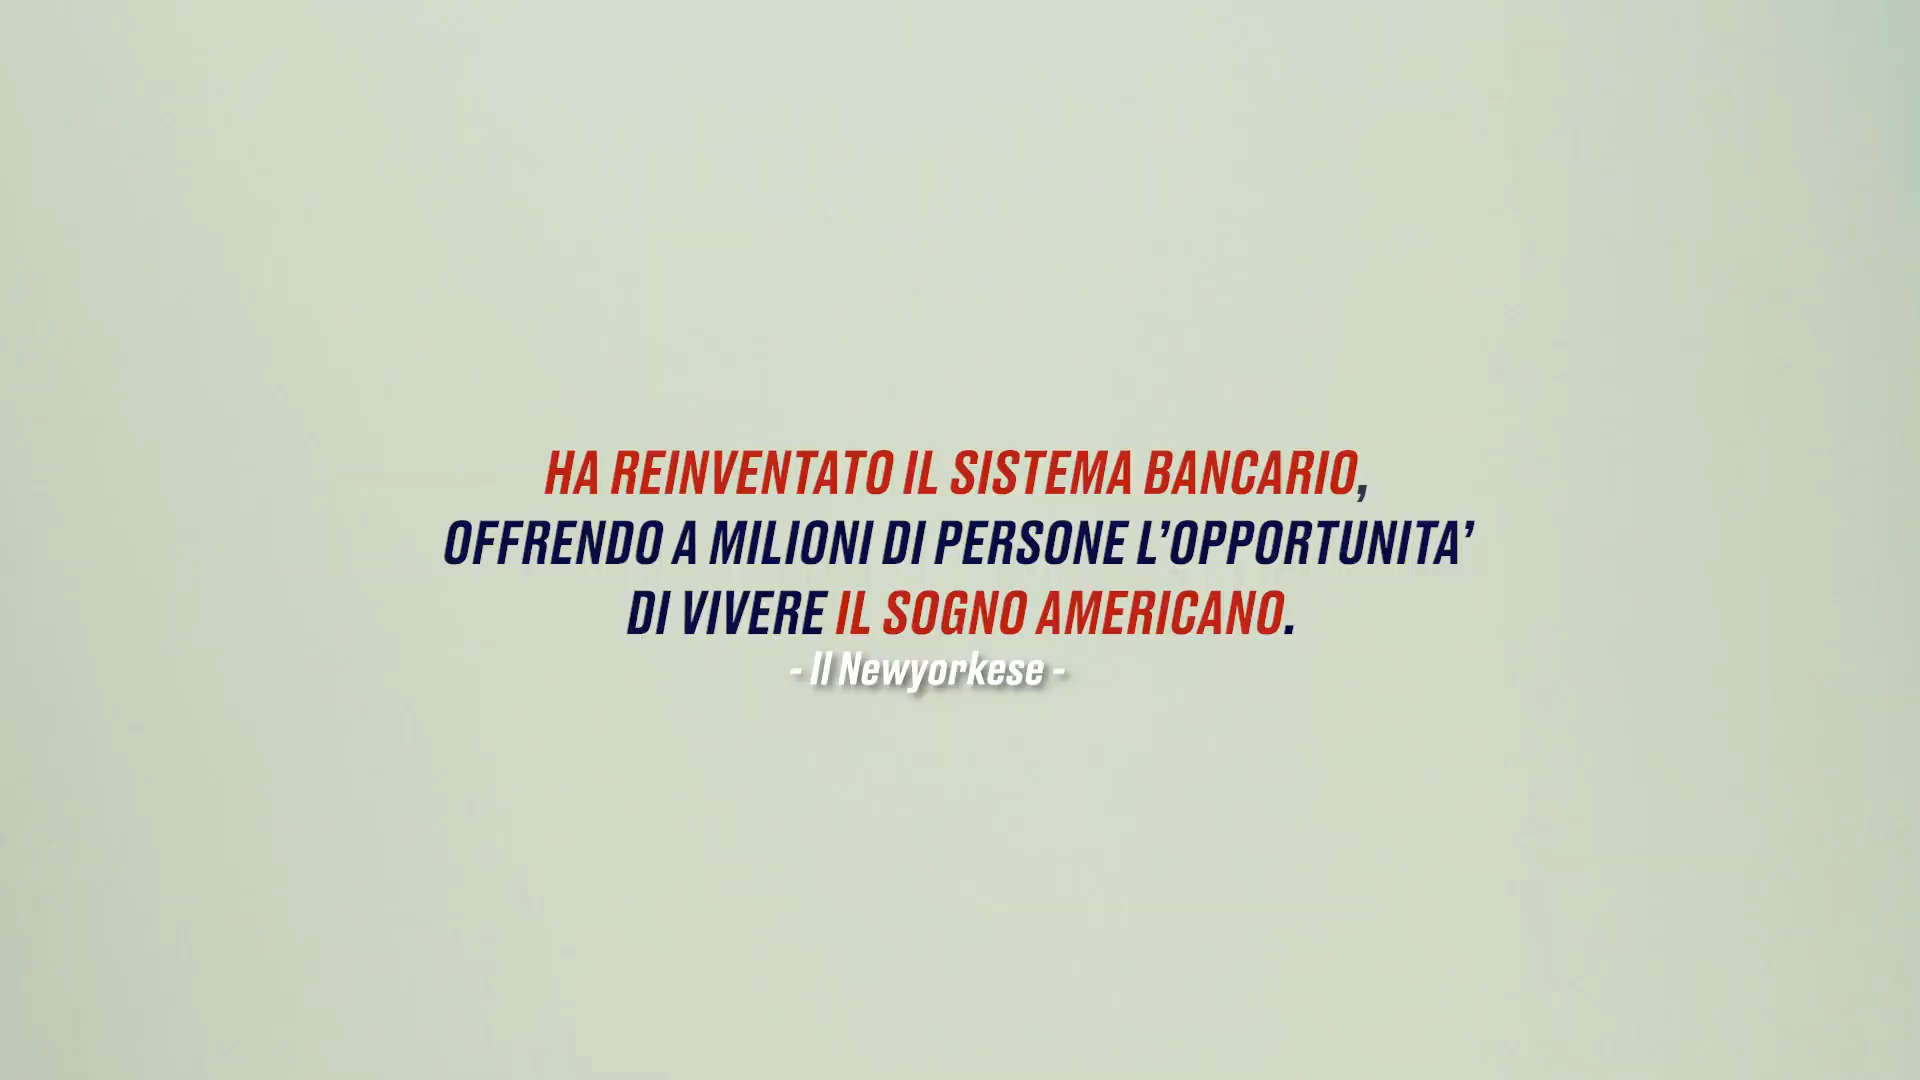 HA REINVENTATO IL SISTEMA BANCARIO,
OFFRENDO A MILIONI DI PERSONE L’OPPORTUNITA’
DI VIVERE IL SOGNO AMERICANO.
- Il Newyorkese -